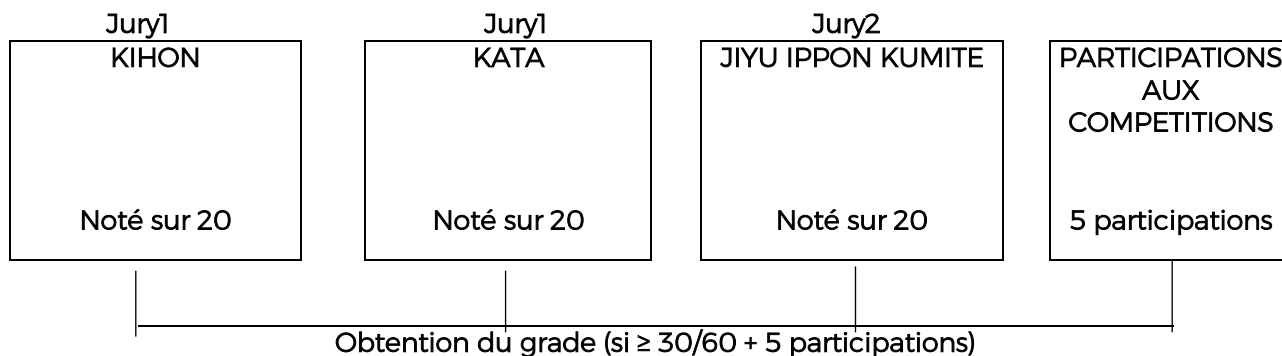 Jury1
KIHON
Noté sur 20
Jury1
KATA
Noté sur 20
Jury2
JIYU IPPON KUMITE
Noté sur 20
PARTICIPATIONS
AUX
COMPETITIONS
5 participations
Obtention du grade (si ≥ 30/60 + 5 participations)